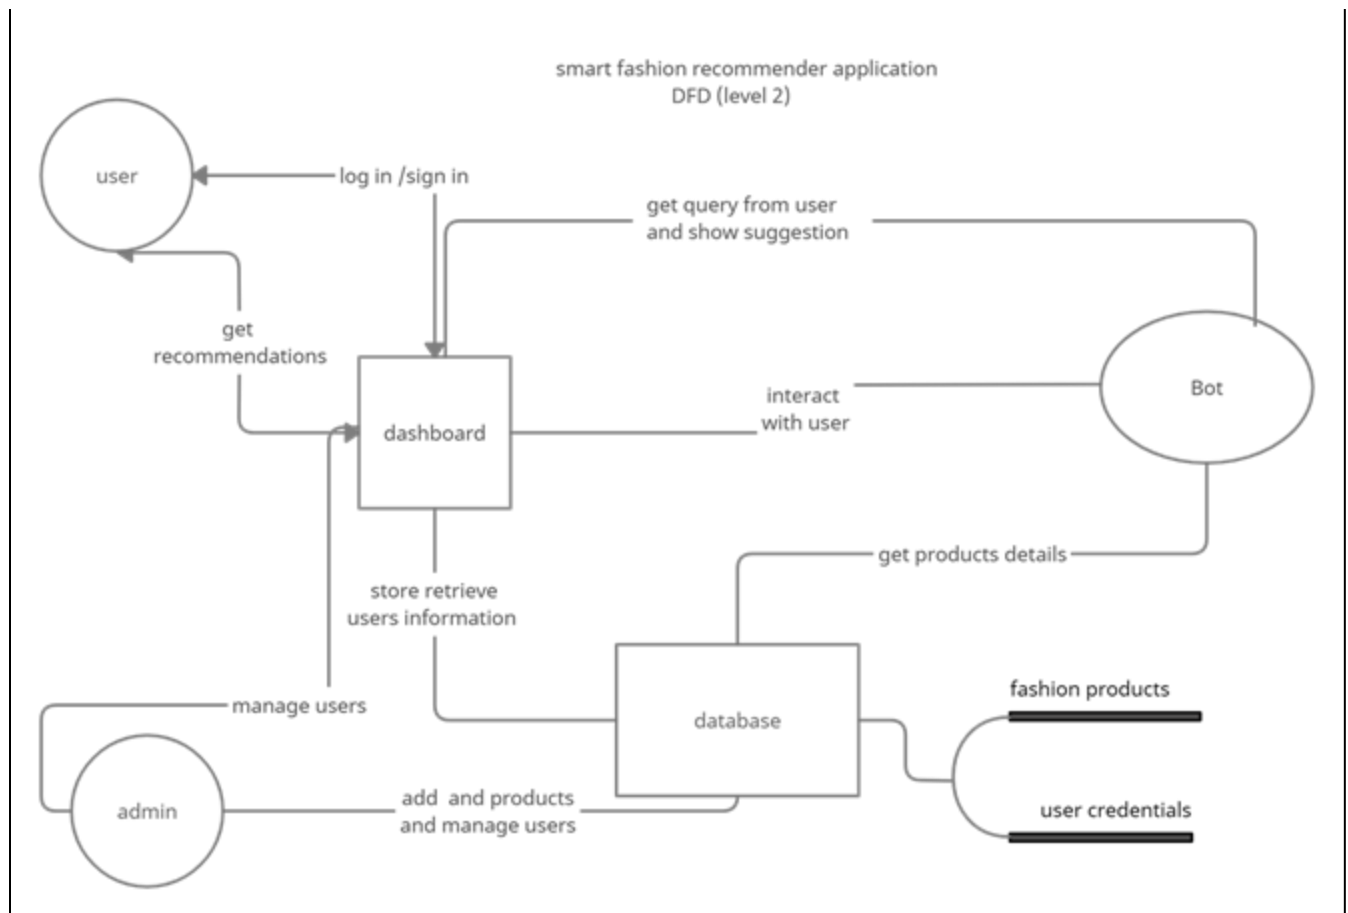 smart fashion recommender application
DFD (level 2)
user
log in /sign in
get query from user
and show suggestion
get
recommendations
dashboard
interact
with user
Bot
get products details
store retrieve
users information
manage users
database
fashion products
user credentials
admin
add  and products
and manage users